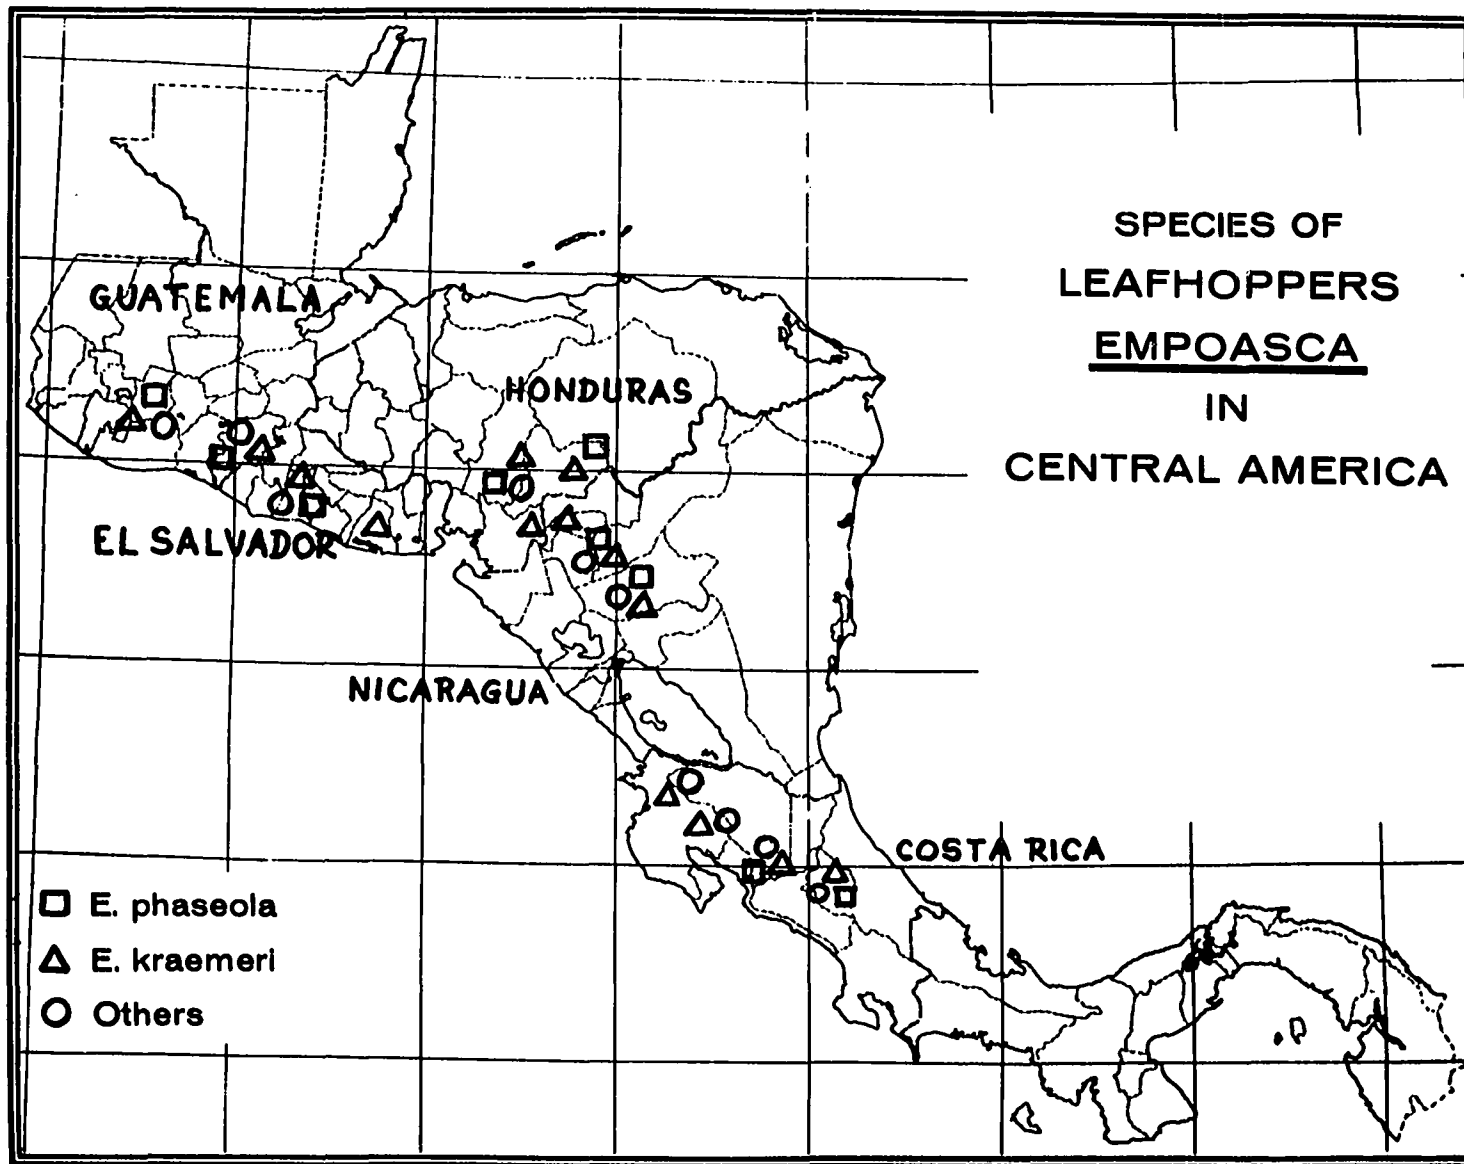 SPECIES OF
LEAFHOPPERS
EMPOASCA
IN
CENTRAL AMERICA
GUATEMALA
HONDURAS
EL SALVADOR
NICARAGUA
COSTA RICA
E. phaseola
E. kraemeri
Others